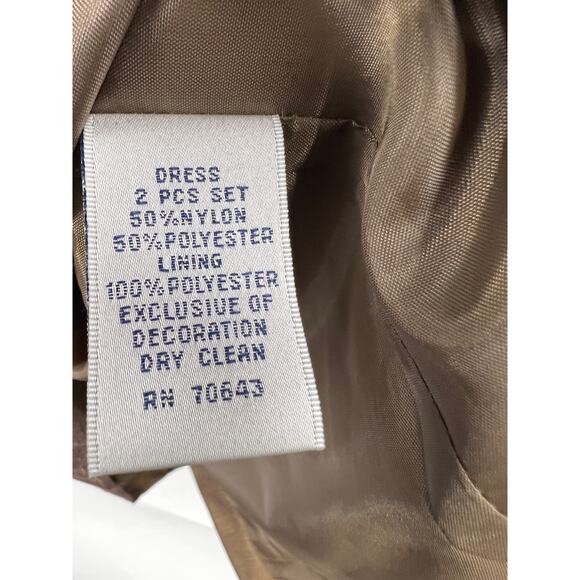 DRESS
2 PCS SET
50%NYLON
50%POLYESTER
LINING
100%POLYESTER
EXCLUSIVE OF
DECORATION
DRY CLEAN
RN 70643